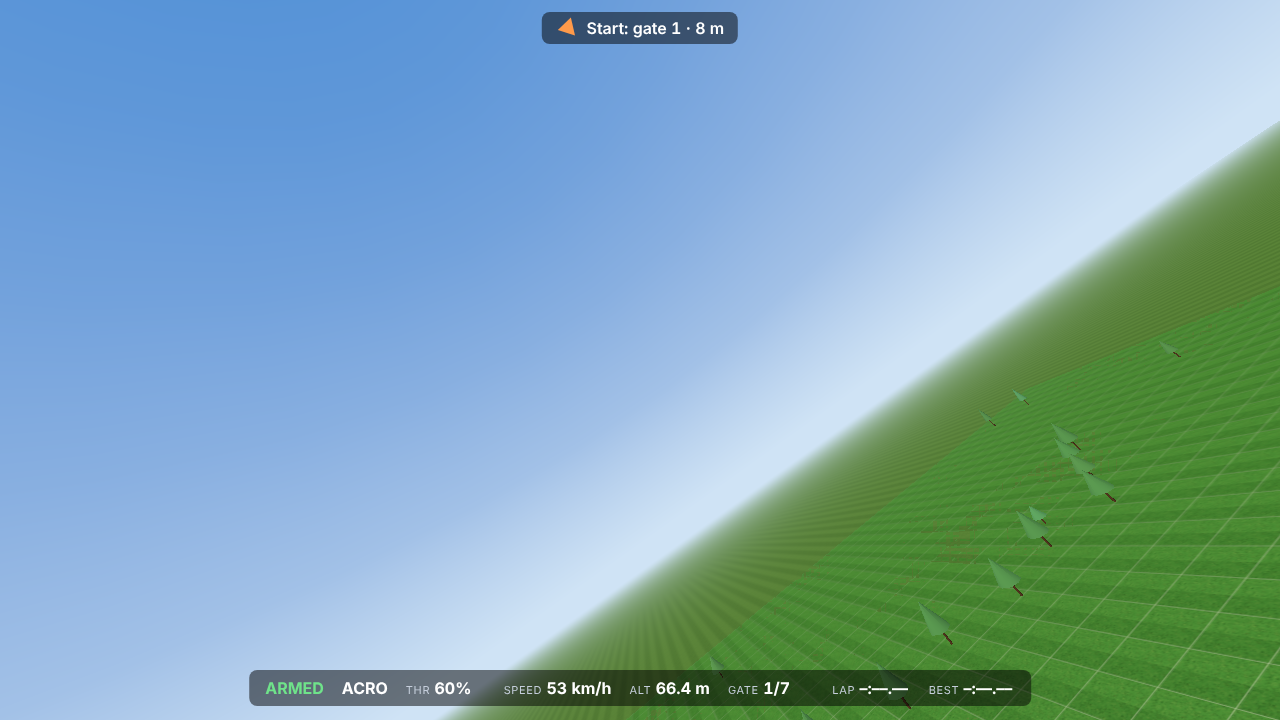 Start: gate 1 · 8 m
ARMED ACRO THR 60% SPEED 53 km/h ALT 66.4 m GATE 1/7 LAP –:––.–– BEST –:––.––